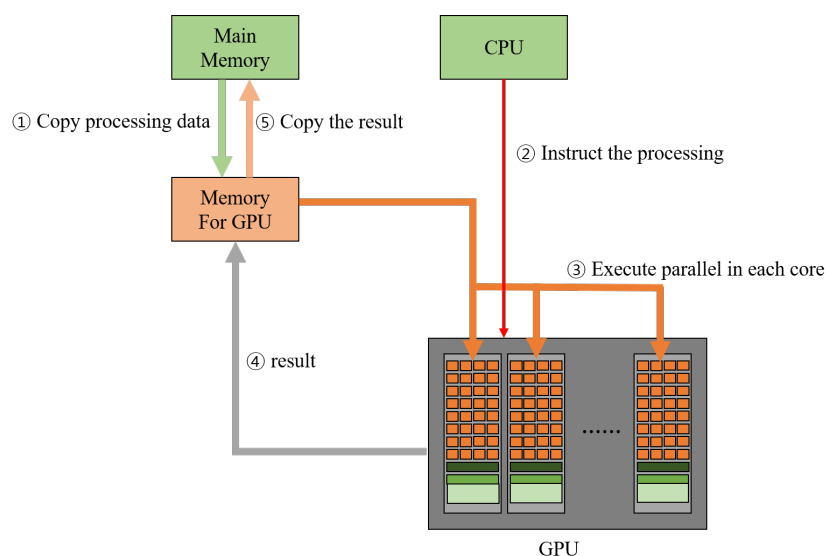 Main
Memory
CPU
① Copy processing data
⑤ Copy the result
② Instruct the processing
Memory
For GPU
③ Execute parallel in each core
④ result
......
GPU